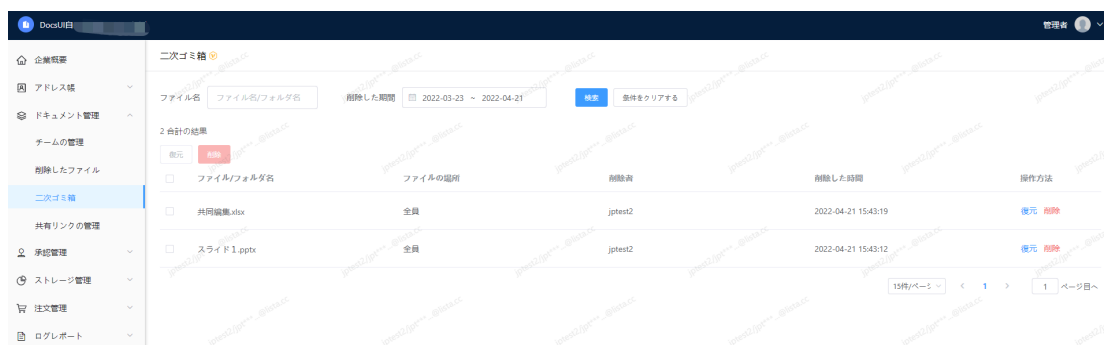 DocsUI自
管理者
企業概要
アドレス帳
ドキュメント管理
チームの管理
削除したファイル
二次ゴミ箱
共有リンクの管理
承認管理
ストレージ管理
注文管理
ログレポート
二次ゴミ箱
ファイル名 ファイル名/フォルダ名 削除した期間 2022-03-23 ~ 2022-04-21 検索 条件をクリアする
2 合計の結果
復元 削除
ファイル/フォルダ名 ファイルの場所 削除者 削除した時間 操作方法
共同編集.xlsx 全員 jptest2 2022-04-21 15:43:19 復元 削除
スライド1.pptx 全員 jptest2 2022-04-21 15:43:12 復元 削除
15件/ページ < 1 > 1 ページ目へ